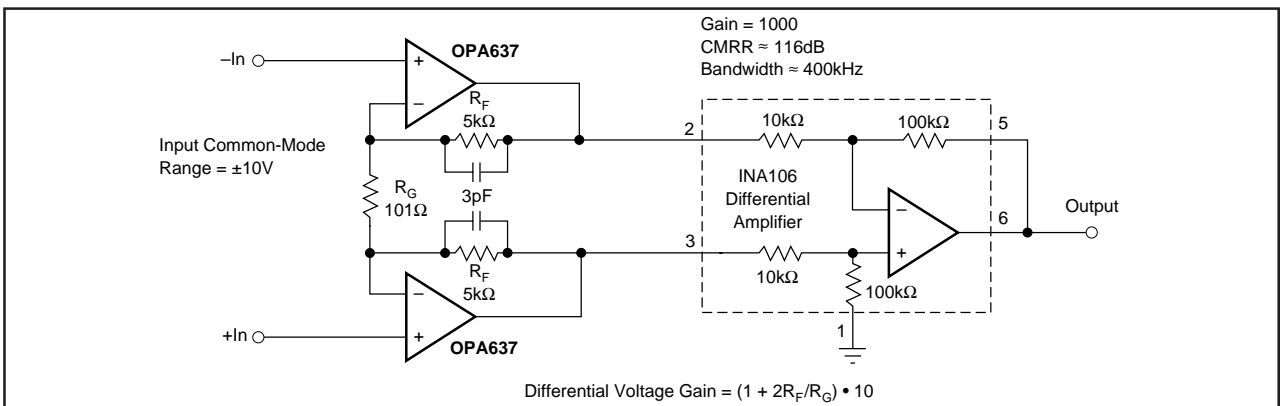 Gain = 1000
CMRR ≈ 116dB
Bandwidth ≈ 400kHz
OPA637
–In
+
–
R_F
5kΩ
2
10kΩ
100kΩ
5
Input Common-Mode
Range = ±10V
R_G
101Ω
3pF
INA106
Differential
Amplifier
–
+
6
Output
3
10kΩ
100kΩ
1
R_F
5kΩ
–
+
+In
OPA637
Differential Voltage Gain = (1 + 2R_F/R_G) • 10